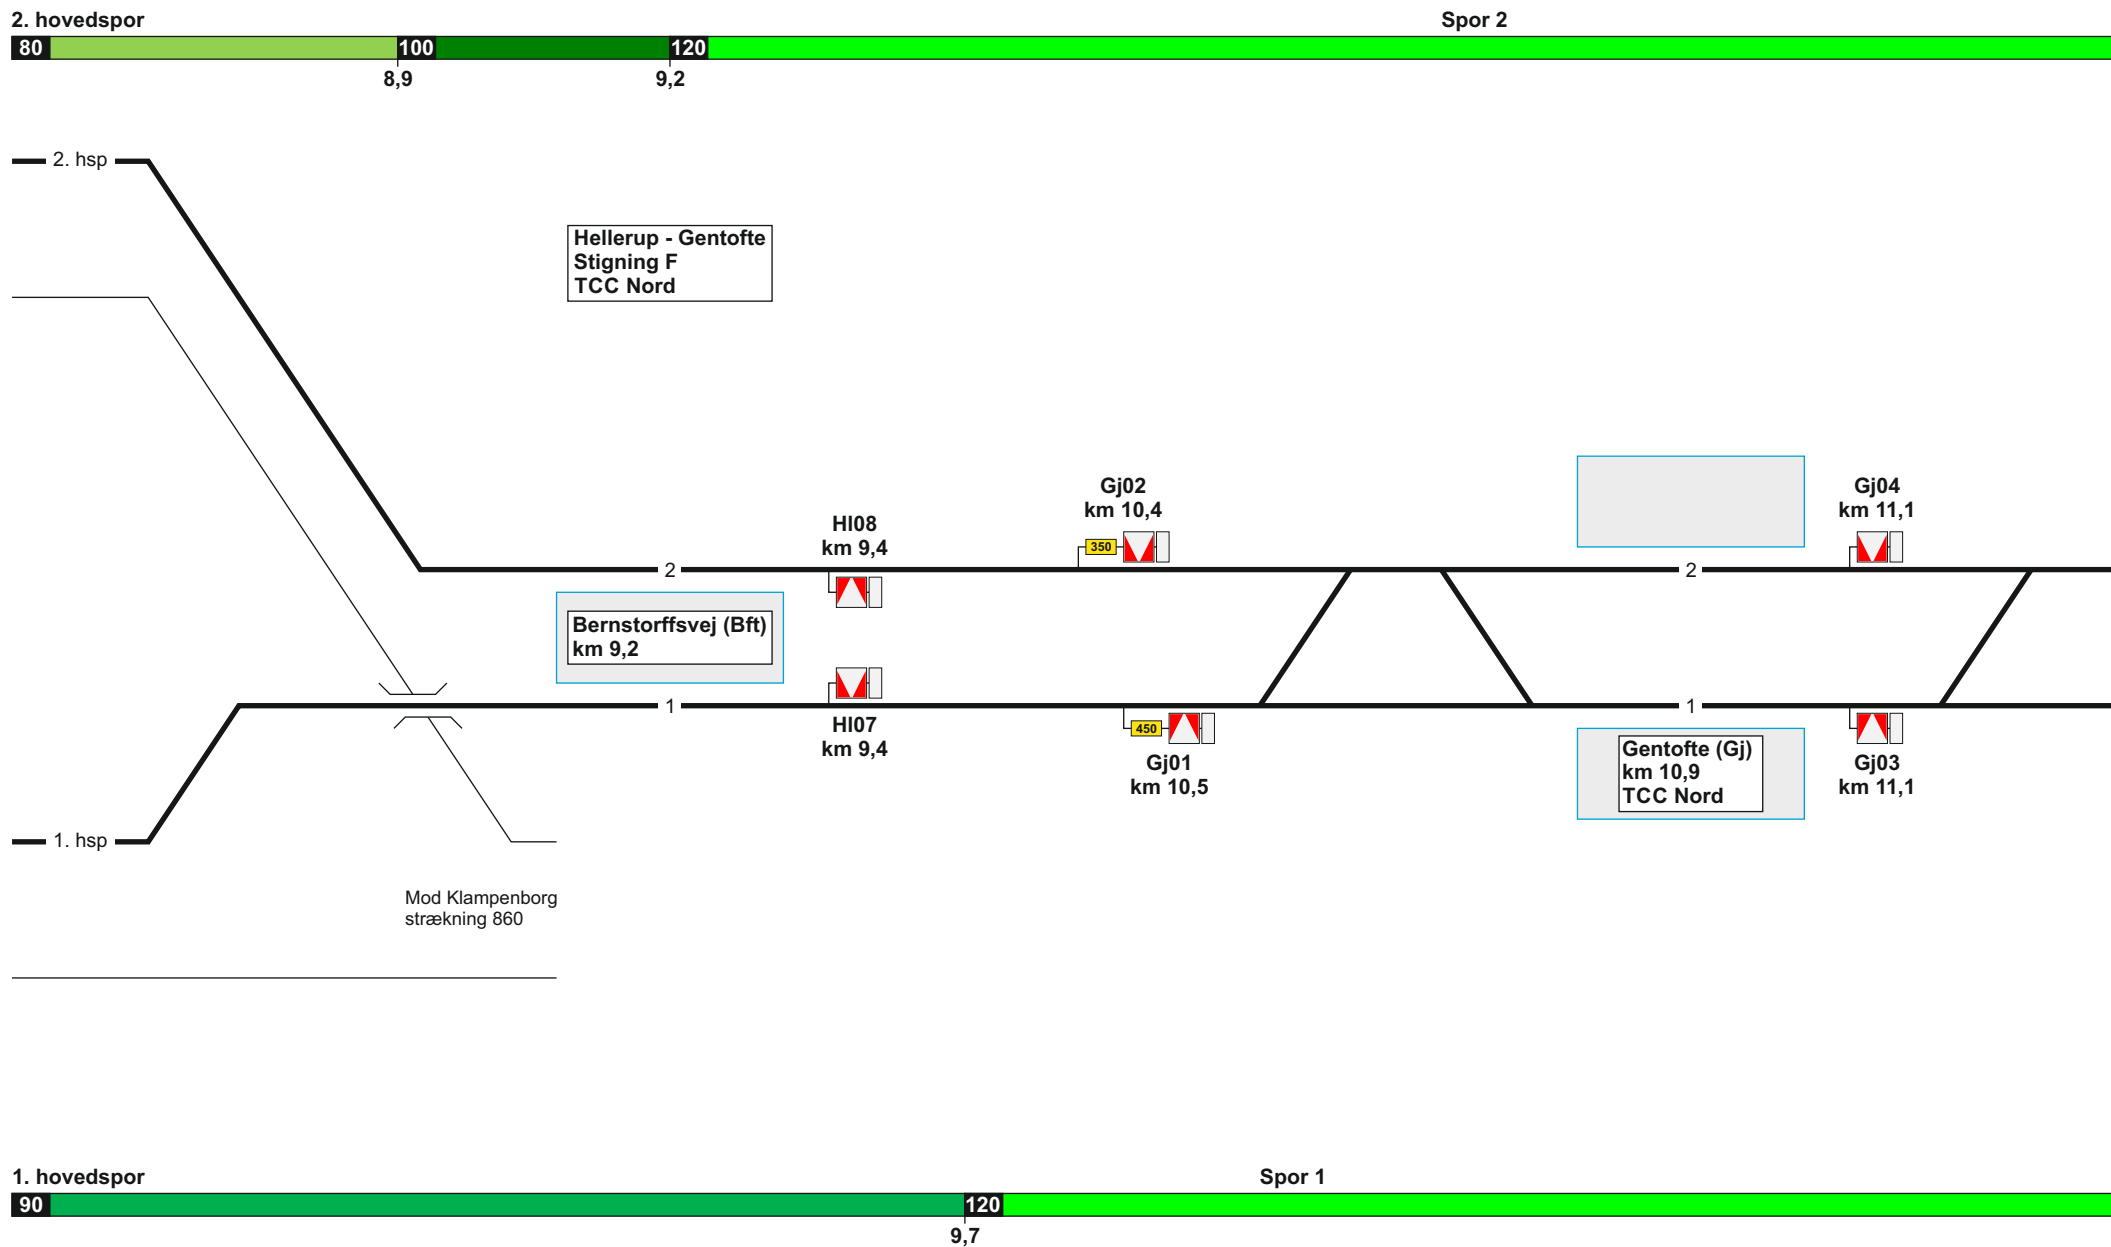 2. hovedspor
Spor 2
80
100
120
8,9
9,2
2. hsp
Hellerup - Gentofte
Stigning F
TCC Nord
Gj02
km 10,4
Gj04
km 11,1
Hl08
km 9,4
350
2
2
Bernstorffsvej (Bft)
km 9,2
1
1
Hl07
km 9,4
450
Gj01
km 10,5
Gentofte (Gj)
km 10,9
TCC Nord
Gj03
km 11,1
1. hsp
Mod Klampenborg
strækning 860
1. hovedspor
Spor 1
90
120
9,7